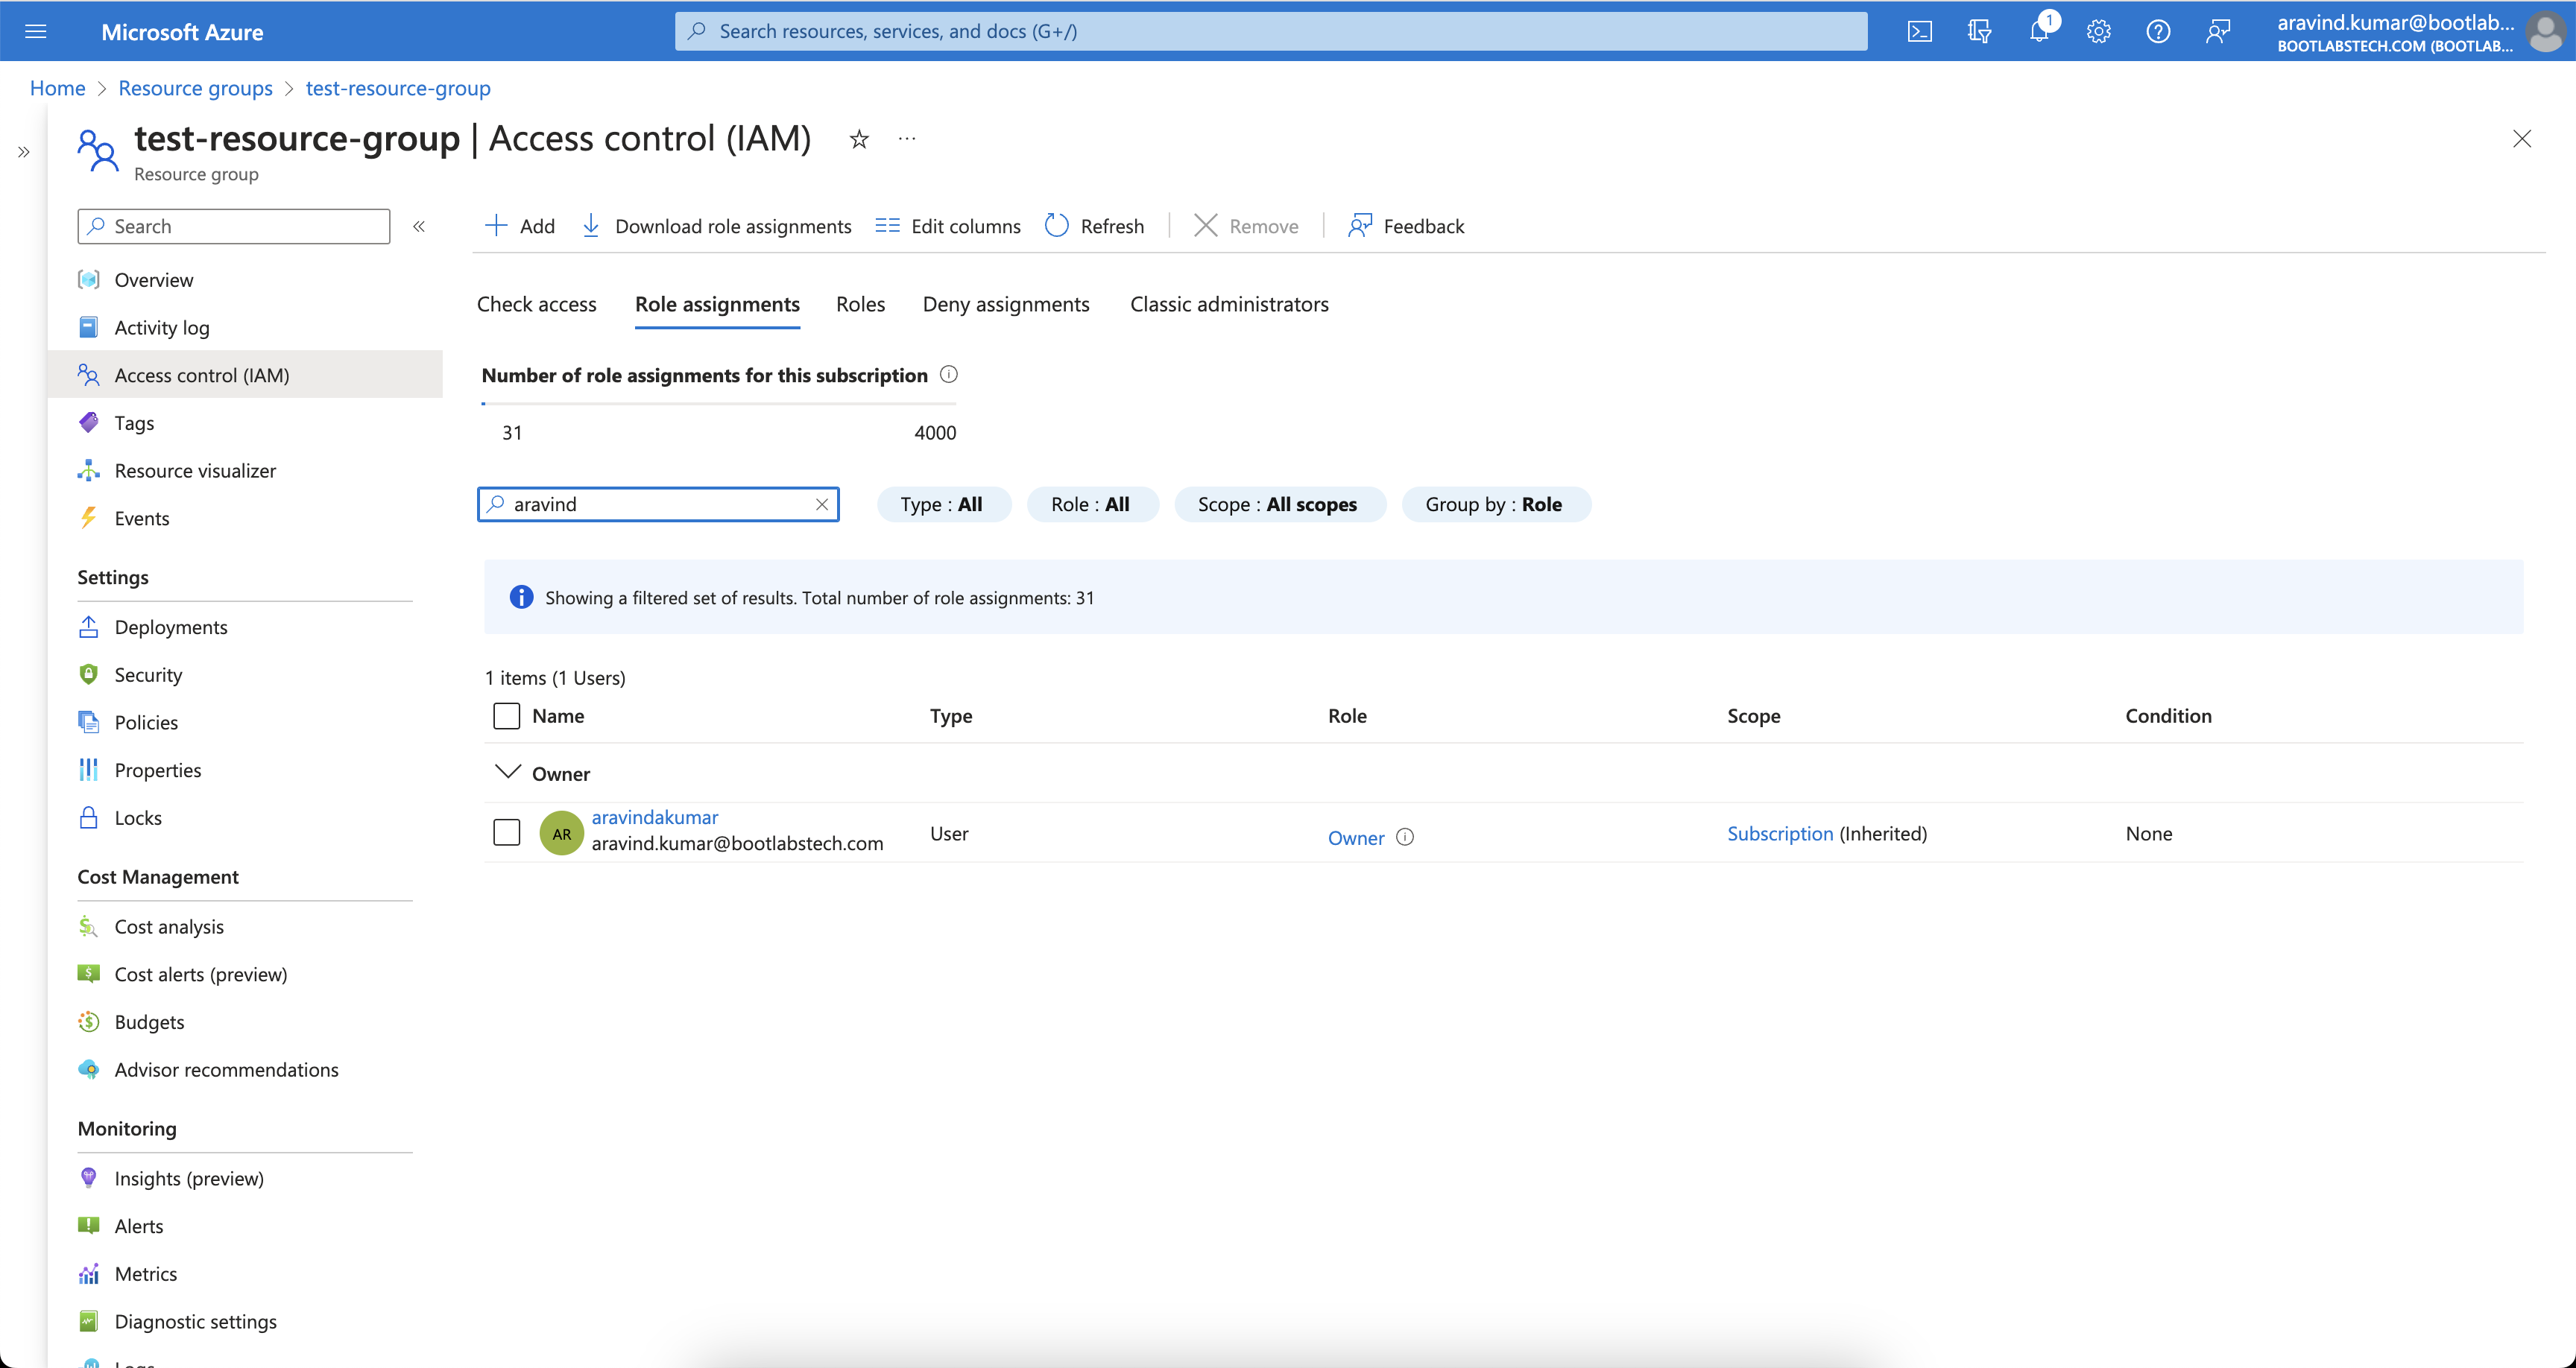 Microsoft Azure
Search resources, services, and docs (G+/)
1
aravind.kumar@bootlab...
BOOTLABSTECH.COM (BOOTLAB...
Home > Resource groups > test-resource-group
test-resource-group | Access control (IAM)
...
Resource group
Search
Overview
Activity log
Access control (IAM)
Tags
Resource visualizer
Events
Settings
Deployments
Security
Policies
Properties
Locks
Cost Management
Cost analysis
Cost alerts (preview)
Budgets
Advisor recommendations
Monitoring
Insights (preview)
Alerts
Metrics
Diagnostic settings
Logs
Add Download role assignments Edit columns Refresh Remove Feedback
Check access Role assignments Roles Deny assignments Classic administrators
Number of role assignments for this subscription
31 4000
aravind
Type : All Role : All Scope : All scopes Group by : Role
Showing a filtered set of results. Total number of role assignments: 31
1 items (1 Users)
Name Type Role Scope Condition
Owner
AR
aravindakumar
aravind.kumar@bootlabstech.com
User Owner Subscription (Inherited) None